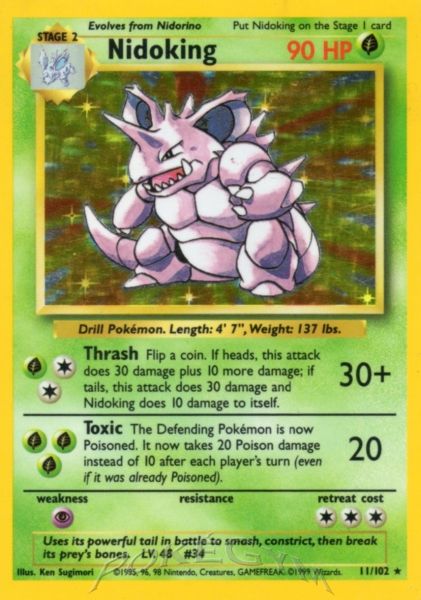 Evolves from Nidorino Put Nidoking on the Stage 1 card
STAGE 2
Nidoking 90 HP
Drill Pokémon. Length: 4' 7", Weight: 137 lbs.
Thrash Flip a coin. If heads, this attack
does 30 damage plus 10 more damage; if
tails, this attack does 30 damage and
Nidoking does 10 damage to itself.
30+
Toxic The Defending Pokémon is now
Poisoned. It now takes 20 Poison damage
instead of 10 after each player's turn (even
if it was already Poisoned).
20
weakness resistance retreat cost
Uses its powerful tail in battle to smash, constrict, then break
its prey's bones. LV. 48 #34
POKÉGYM
Illus. Ken Sugimori ©1995, 96, 98 Nintendo, Creatures, GAMEFREAK. ©1999 Wizards. 11/102 ★